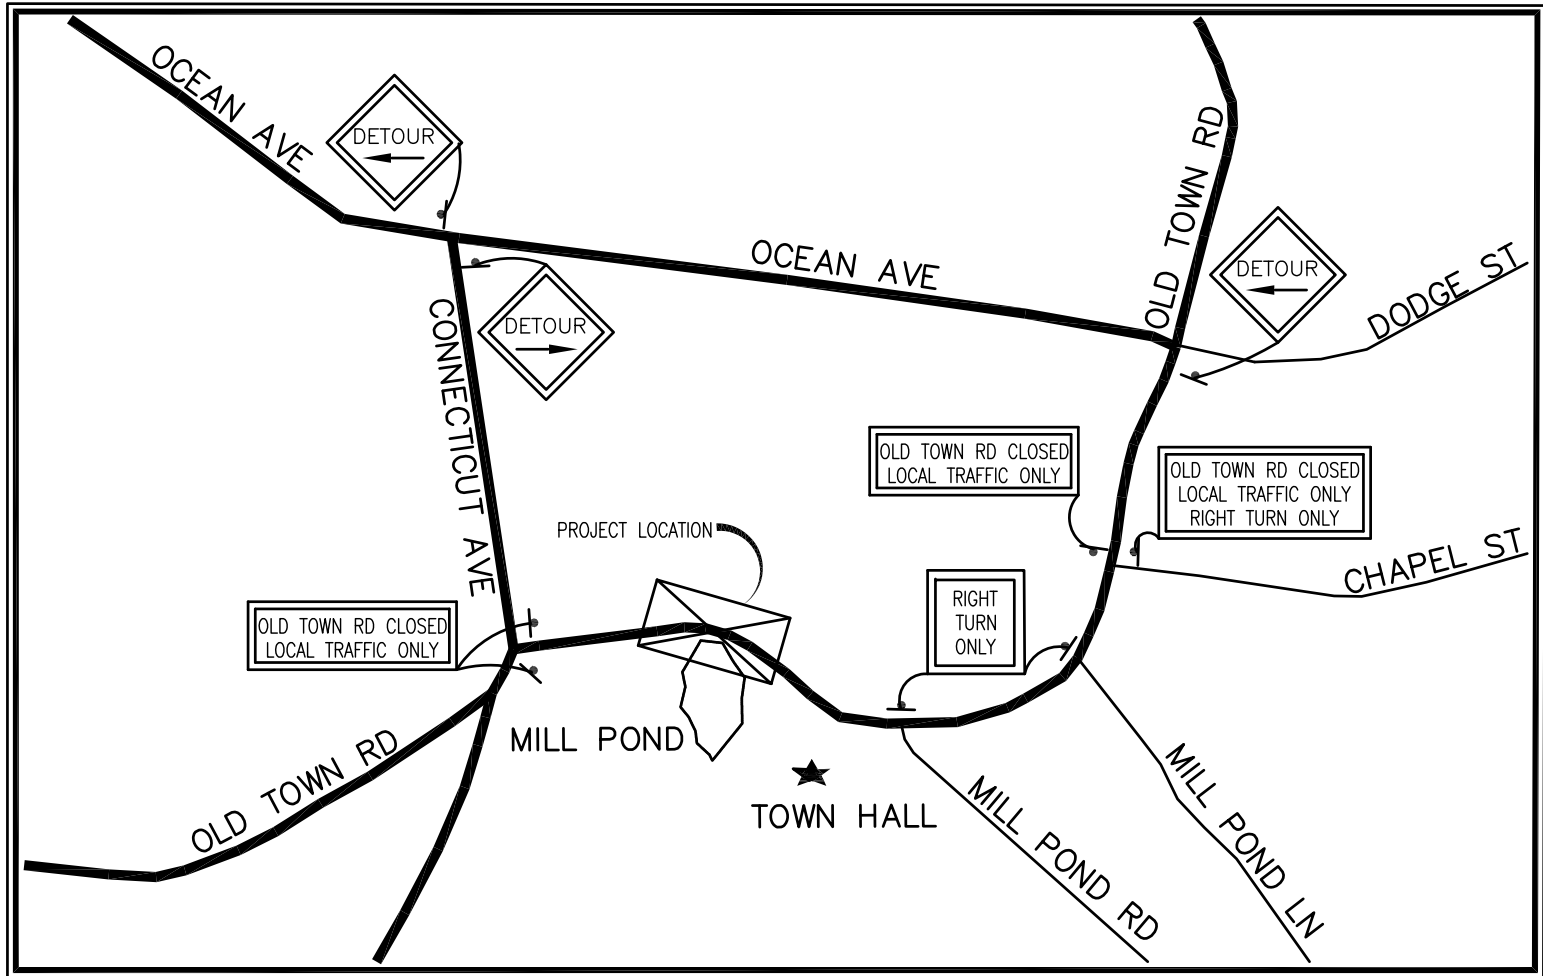 OCEAN AVE
DETOUR
OLD TOWN RD
OCEAN AVE
DETOUR
DODGE ST
DETOUR
CONNECTICUT AVE
OLD TOWN RD CLOSED
LOCAL TRAFFIC ONLY
OLD TOWN RD CLOSED
LOCAL TRAFFIC ONLY
RIGHT TURN ONLY
PROJECT LOCATION
CHAPEL ST
RIGHT
TURN
ONLY
OLD TOWN RD CLOSED
LOCAL TRAFFIC ONLY
MILL POND
OLD TOWN RD
TOWN HALL
MILL POND RD
MILL POND LN